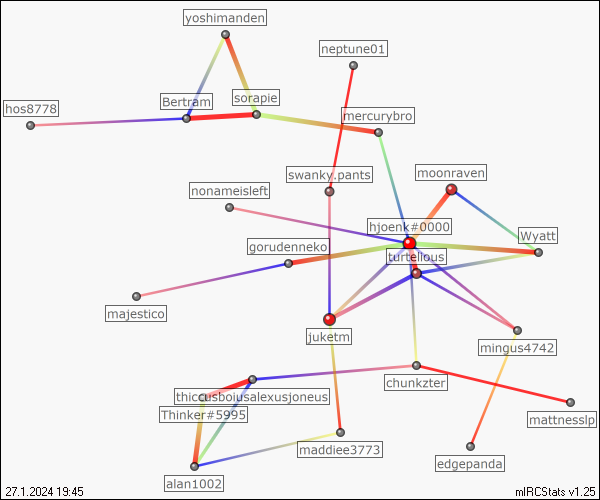 yoshimanden
neptune01
Bertram
sorapie
hos8778
mercurybro
swanky.pants
moonraven
nonameisleft
hjoenk#0000
gorudenneko
Wyatt
turtelious
majestico
juketm
mingus4742
chunkzter
thiccusboiusalexusjoneus
Thinker#5995
mattnesslp
maddiee3773
edgepanda
alan1002
27.1.2024 19:45
mIRCStats v1.25